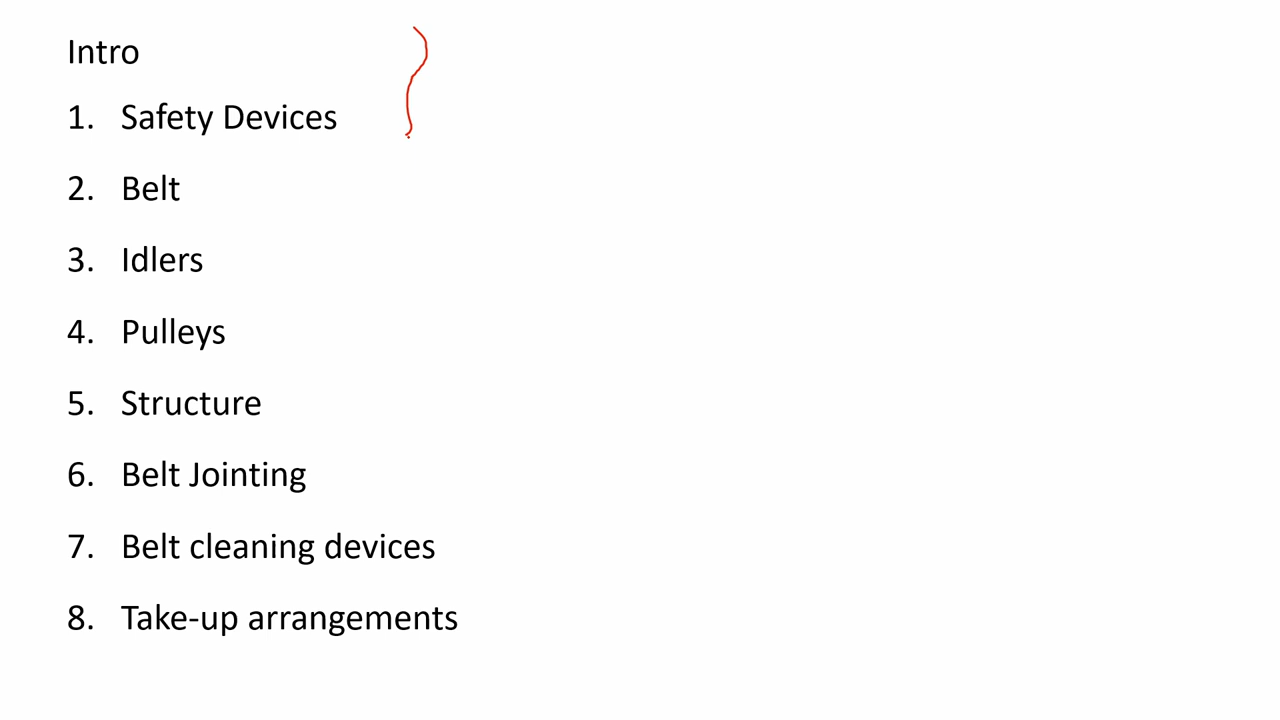 Intro
1. Safety Devices
2. Belt
3. Idlers
4. Pulleys
5. Structure
6. Belt Jointing
7. Belt cleaning devices
8. Take-up arrangements